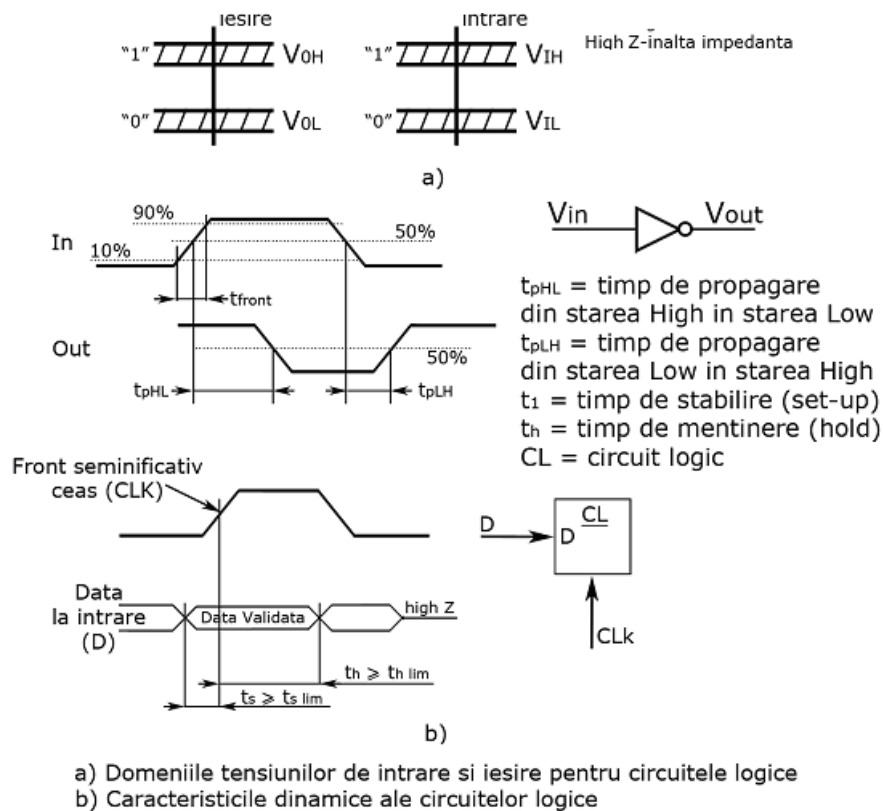 iesire
intrare
"1"
V0H
"1"
VIH
High Z-înalta impedanta
"0"
V0L
"0"
VIL
a)
90%
50%
In
10%
tfront
Out
50%
tpHL
tpLH
Vin
Vout
tpHL = timp de propagare
din starea High in starea Low
tpLH = timp de propagare
din starea Low in starea High
t1 = timp de stabilire (set-up)
th = timp de mentinere (hold)
CL = circuit logic
Front seminificativ
ceas (CLK)
D
D
CL
CLk
Data
la intrare
(D)
Data Validata
high Z
th ⩾ th lim
ts ⩾ ts lim
b)
a) Domeniile tensiunilor de intrare si iesire pentru circuitele logice
b) Caracteristicile dinamice ale circuitelor logice